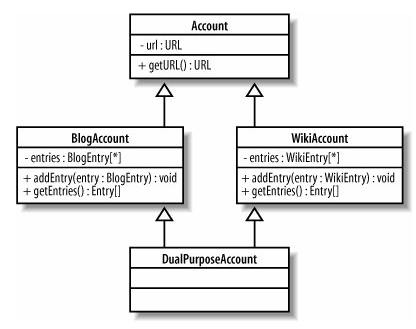 Account
- url : URL
+ getURL() : URL
BlogAccount
- entries : BlogEntry[*]
+ addEntry(entry : BlogEntry) : void
+ getEntries() : Entry[]
WikiAccount
- entries : WikiEntry[*]
+ addEntry(entry : WikiEntry) : void
+ getEntries() : Entry[]
DualPurposeAccount